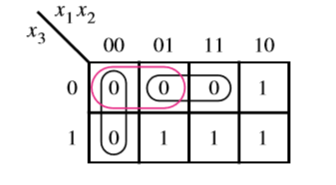 x₁x₂
x₃
00 01 11 10
0 0 0 0 1
1 0 1 1 1